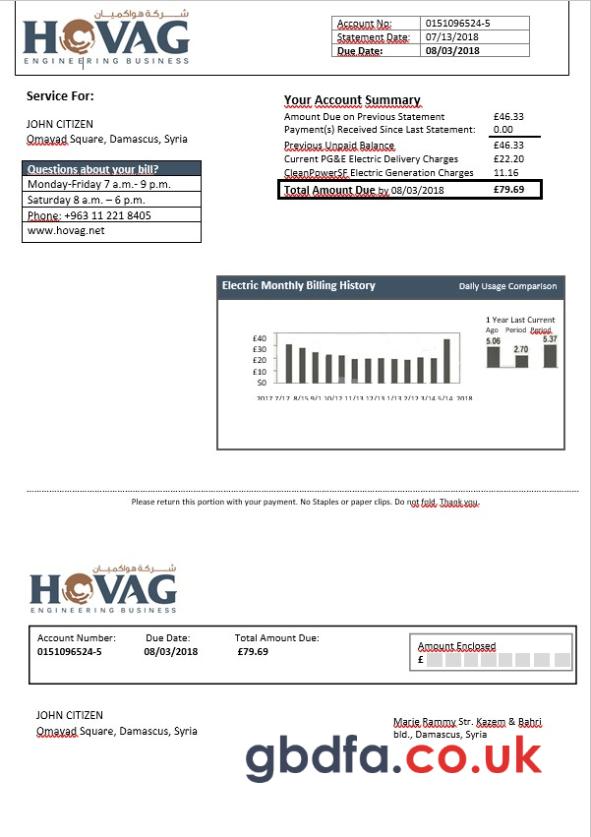 شركة هواكميان
HOVAG
ENGINEERING BUSINESS
Account No: 0151096524-5
Statement Date: 07/13/2018
Due Date: 08/03/2018
Service For:
JOHN CITIZEN
Omayad Square, Damascus, Syria
Questions about your bill?
Monday-Friday 7 a.m.- 9 p.m.
Saturday 8 a.m. – 6 p.m.
Phone: +963 11 221 8405
www.hovag.net
Your Account Summary
Amount Due on Previous Statement £46.33
Payment(s) Received Since Last Statement: 0.00
Previous Unpaid Balance £46.33
Current PG&E Electric Delivery Charges £22.20
CleanPowerSF Electric Generation Charges 11.16
Total Amount Due by 08/03/2018 £79.69
Electric Monthly Billing History Daily Usage Comparison
1 Year Last Current
Ago Period Period
5.06 2.70 5.37
£40
£30
£20
£10
2017 7/17 8/15 9/1 10/12 11/13 12/13 1/13 2/12 3/14 5/14 2018
Please return this portion with your payment. No Staples or paper clips. Do not fold. Thank you.
شركة هواكميان
HOVAG
ENGINEERING BUSINESS
Account Number: Due Date: Total Amount Due:
0151096524-5 08/03/2018 £79.69
Amount Enclosed
£
JOHN CITIZEN
Omayad Square, Damascus, Syria
Marie Rammy Str. Kazem & Bahri
bld., Damascus, Syria
gbdfa.co.uk